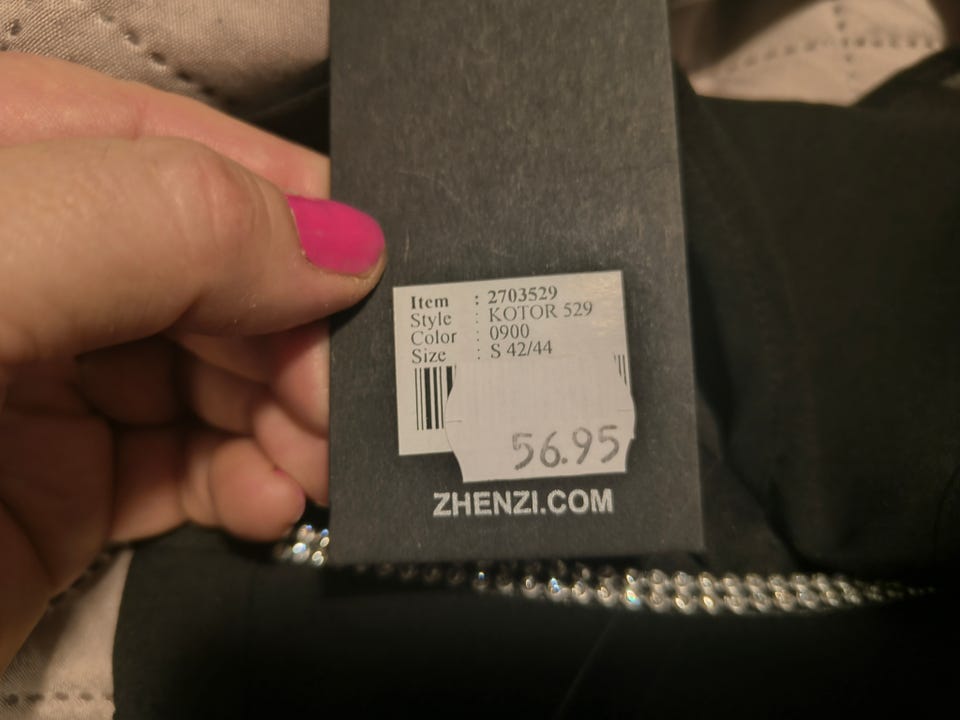 Item : 2703529
Style : KOTOR 529
Color : 0900
Size : S 42/44
56.95
ZHENZI.COM